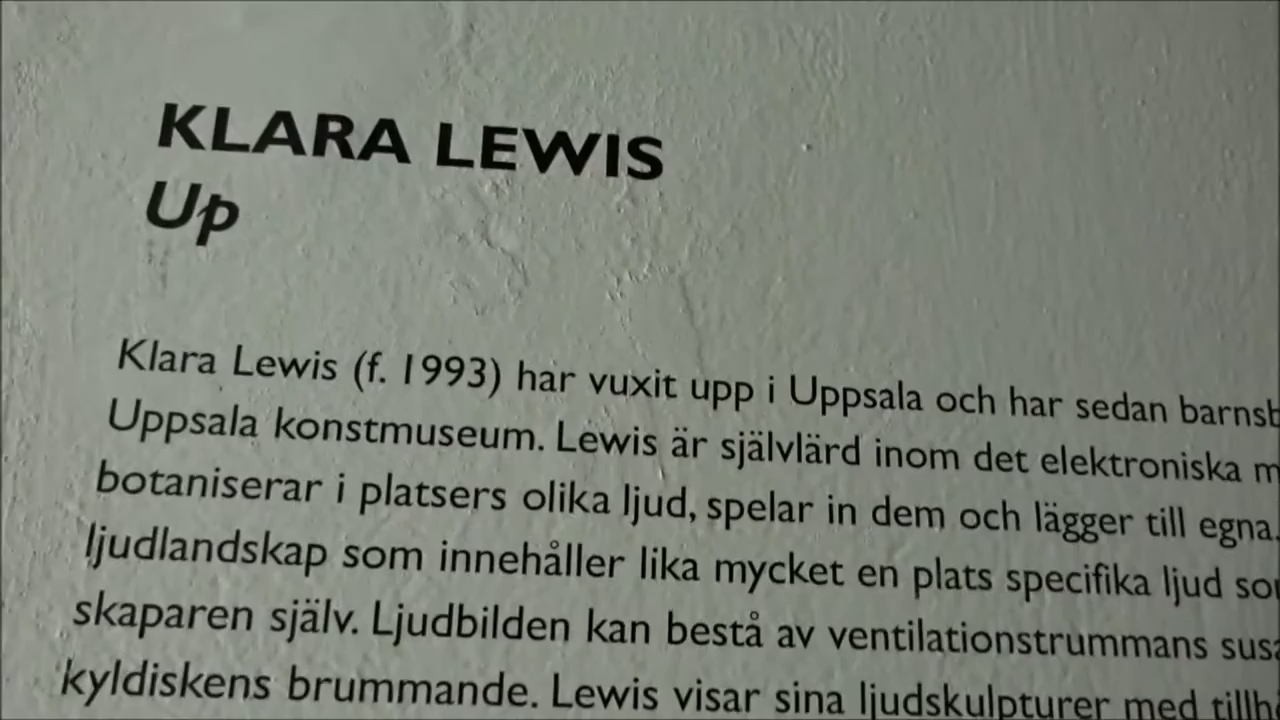 KLARA LEWIS
Up
Klara Lewis (f. 1993) har vuxit upp i Uppsala och har sedan
Uppsala konstmuseum. Lewis är självlärd inom det elektroniska
botaniserar i platsers olika ljud, spelar in dem och lägger till egna.
ljudlandskap som innehåller lika mycket en plats specifika ljud
skaparen själv. Ljudbilden kan bestå av ventilationstrummans
kyldiskens brummande. Lewis visar sina ljudskulpturer med